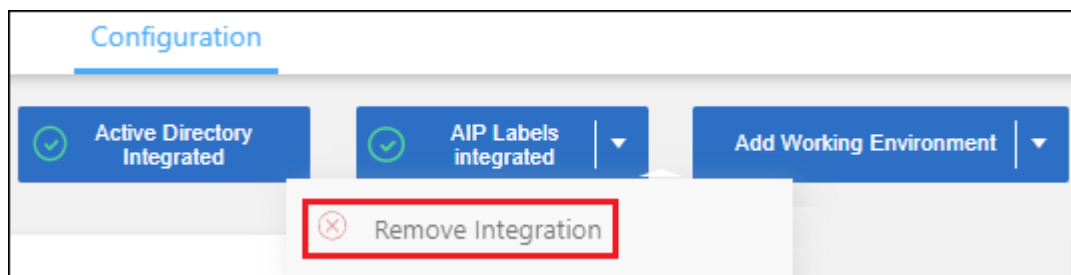 Configuration
Active Directory
Integrated
AIP Labels
integrated
Add Working Environment
Remove Integration